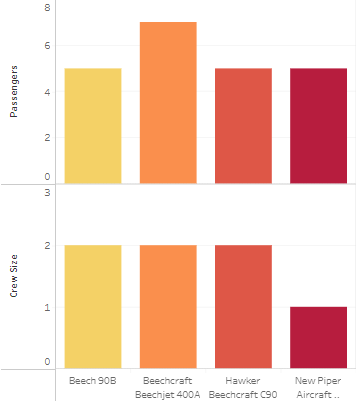 8
6
4
2
0
Passengers
3
2
1
0
Crew Size
Beech 90B
Beechcraft
Beechjet 400A
Hawker
Beechcraft C90
New Piper
Aircraft ..